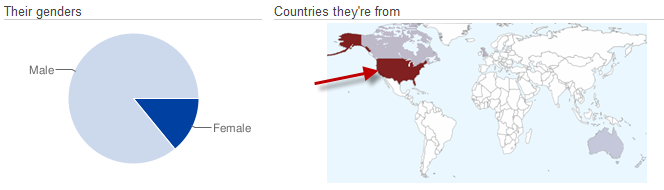 Their genders
Countries they're from
Male
Female